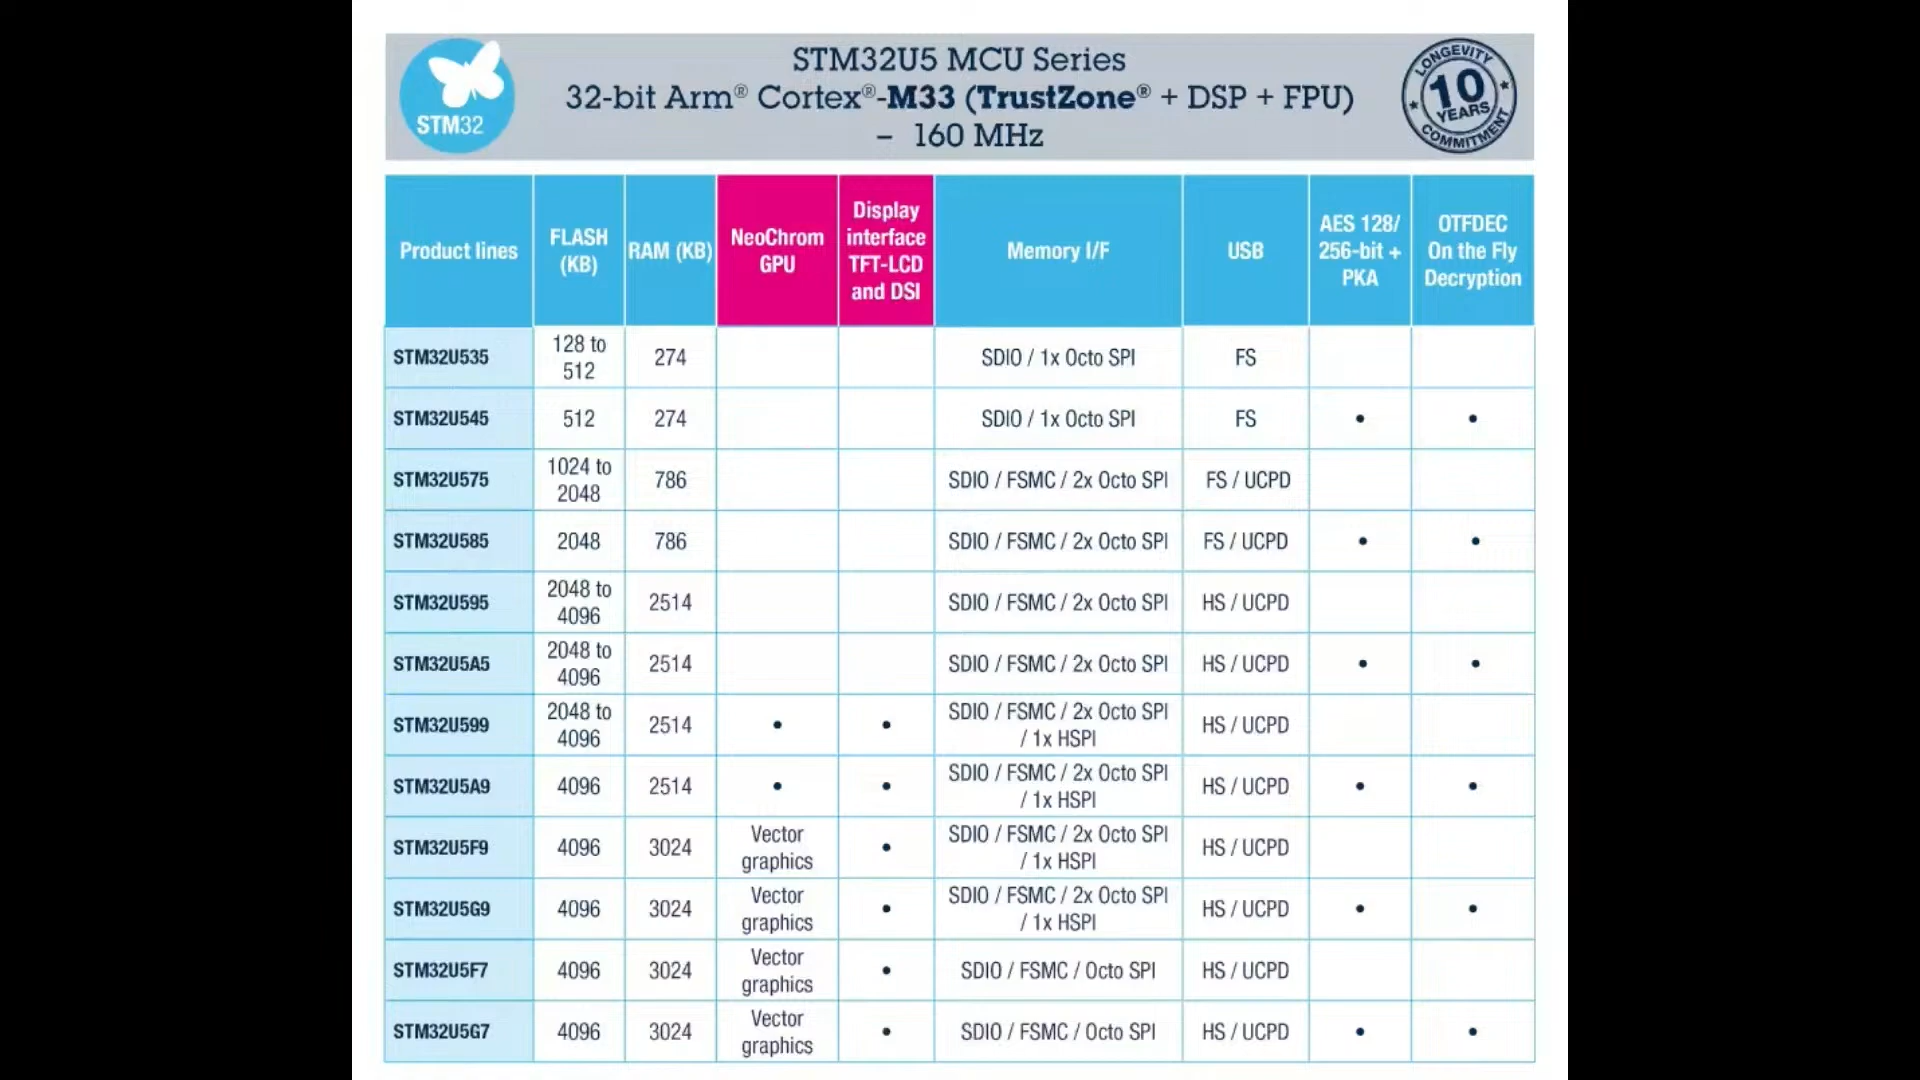 STM32
STM32U5 MCU Series
32-bit Arm® Cortex®-M33 (TrustZone® + DSP + FPU)
– 160 MHz
LONGEVITY
10
YEARS
COMMITMENT
Product lines
FLASH
(KB)
RAM (KB)
NeoChrom
GPU
Display
interface
TFT-LCD
and DSI
Memory I/F
USB
AES 128/
256-bit +
PKA
OTFDEC
On the Fly
Decryption
STM32U535
128 to
512
274
SDIO / 1x Octo SPI
FS
STM32U545
512
274
SDIO / 1x Octo SPI
FS
•
•
STM32U575
1024 to
2048
786
SDIO / FSMC / 2x Octo SPI
FS / UCPD
STM32U585
2048
786
SDIO / FSMC / 2x Octo SPI
FS / UCPD
•
•
STM32U595
2048 to
4096
2514
SDIO / FSMC / 2x Octo SPI
HS / UCPD
STM32U5A5
2048 to
4096
2514
SDIO / FSMC / 2x Octo SPI
HS / UCPD
•
•
STM32U599
2048 to
4096
2514
•
•
SDIO / FSMC / 2x Octo SPI
/ 1x HSPI
HS / UCPD
STM32U5A9
4096
2514
•
•
SDIO / FSMC / 2x Octo SPI
/ 1x HSPI
HS / UCPD
•
•
STM32U5F9
4096
3024
Vector
graphics
•
SDIO / FSMC / 2x Octo SPI
/ 1x HSPI
HS / UCPD
STM32U5G9
4096
3024
Vector
graphics
•
SDIO / FSMC / 2x Octo SPI
/ 1x HSPI
HS / UCPD
•
•
STM32U5F7
4096
3024
Vector
graphics
•
SDIO / FSMC / Octo SPI
HS / UCPD
STM32U5G7
4096
3024
Vector
graphics
•
SDIO / FSMC / Octo SPI
HS / UCPD
•
•